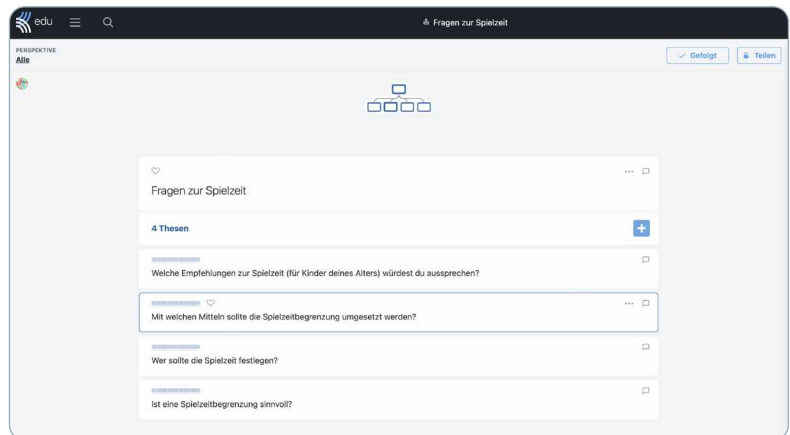 edu
Fragen zur Spielzeit
PERSPEKTIVE
Alle
Gefolgt
Teilen
Fragen zur Spielzeit
4 Thesen
Welche Empfehlungen zur Spielzeit (für Kinder deines Alters) würdest du aussprechen?
Mit welchen Mitteln sollte die Spielzeitbegrenzung umgesetzt werden?
Wer sollte die Spielzeit festlegen?
Ist eine Spielzeitbegrenzung sinnvoll?